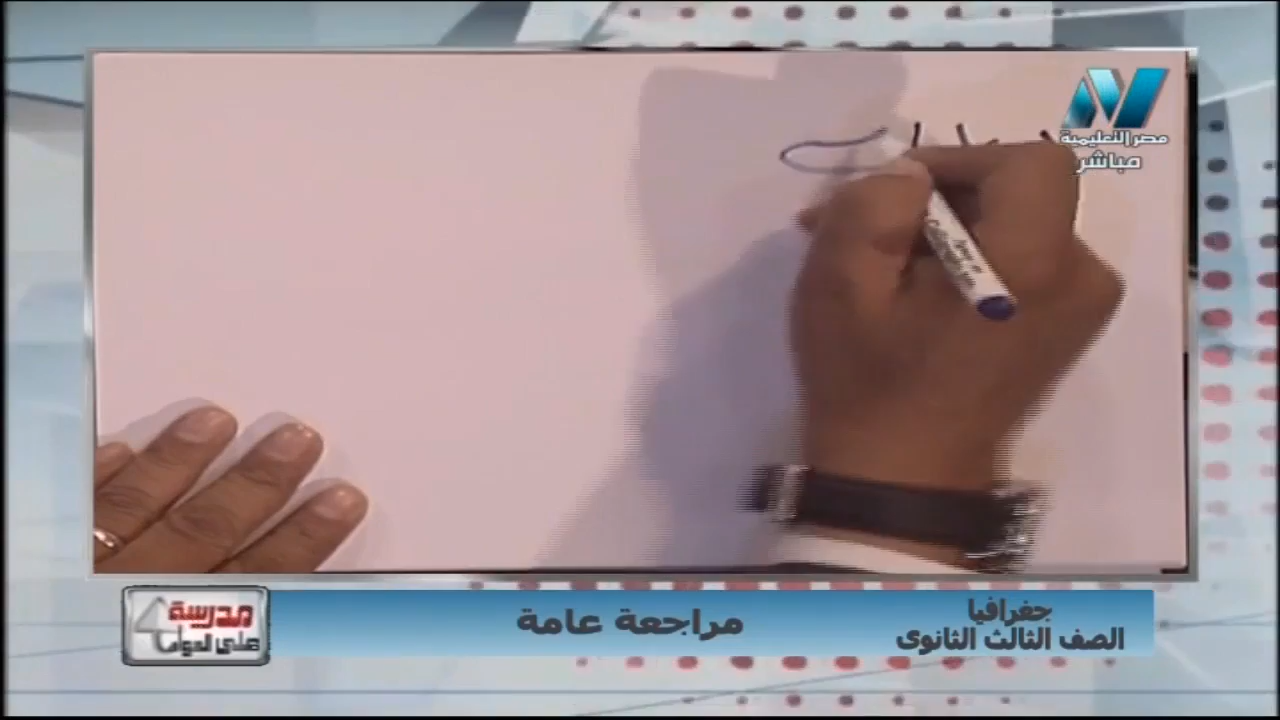 مصر التعليمية
مباشر
جغرافيا
الصف الثالث الثانوى
مراجعة عامة
مدرسة
على الهواء